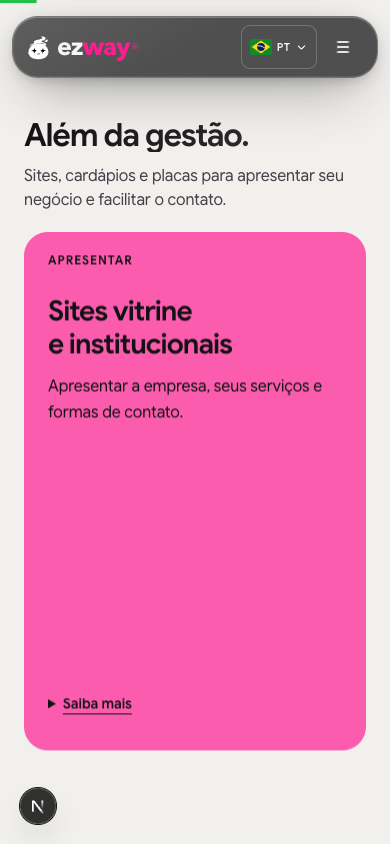 ezway
PT
Além da gestão.
Sites, cardápios e placas para apresentar seu
negócio e facilitar o contato.
APRESENTAR
Sites vitrine
e institucionais
Apresentar a empresa, seus serviços e
formas de contato.
Saiba mais
N